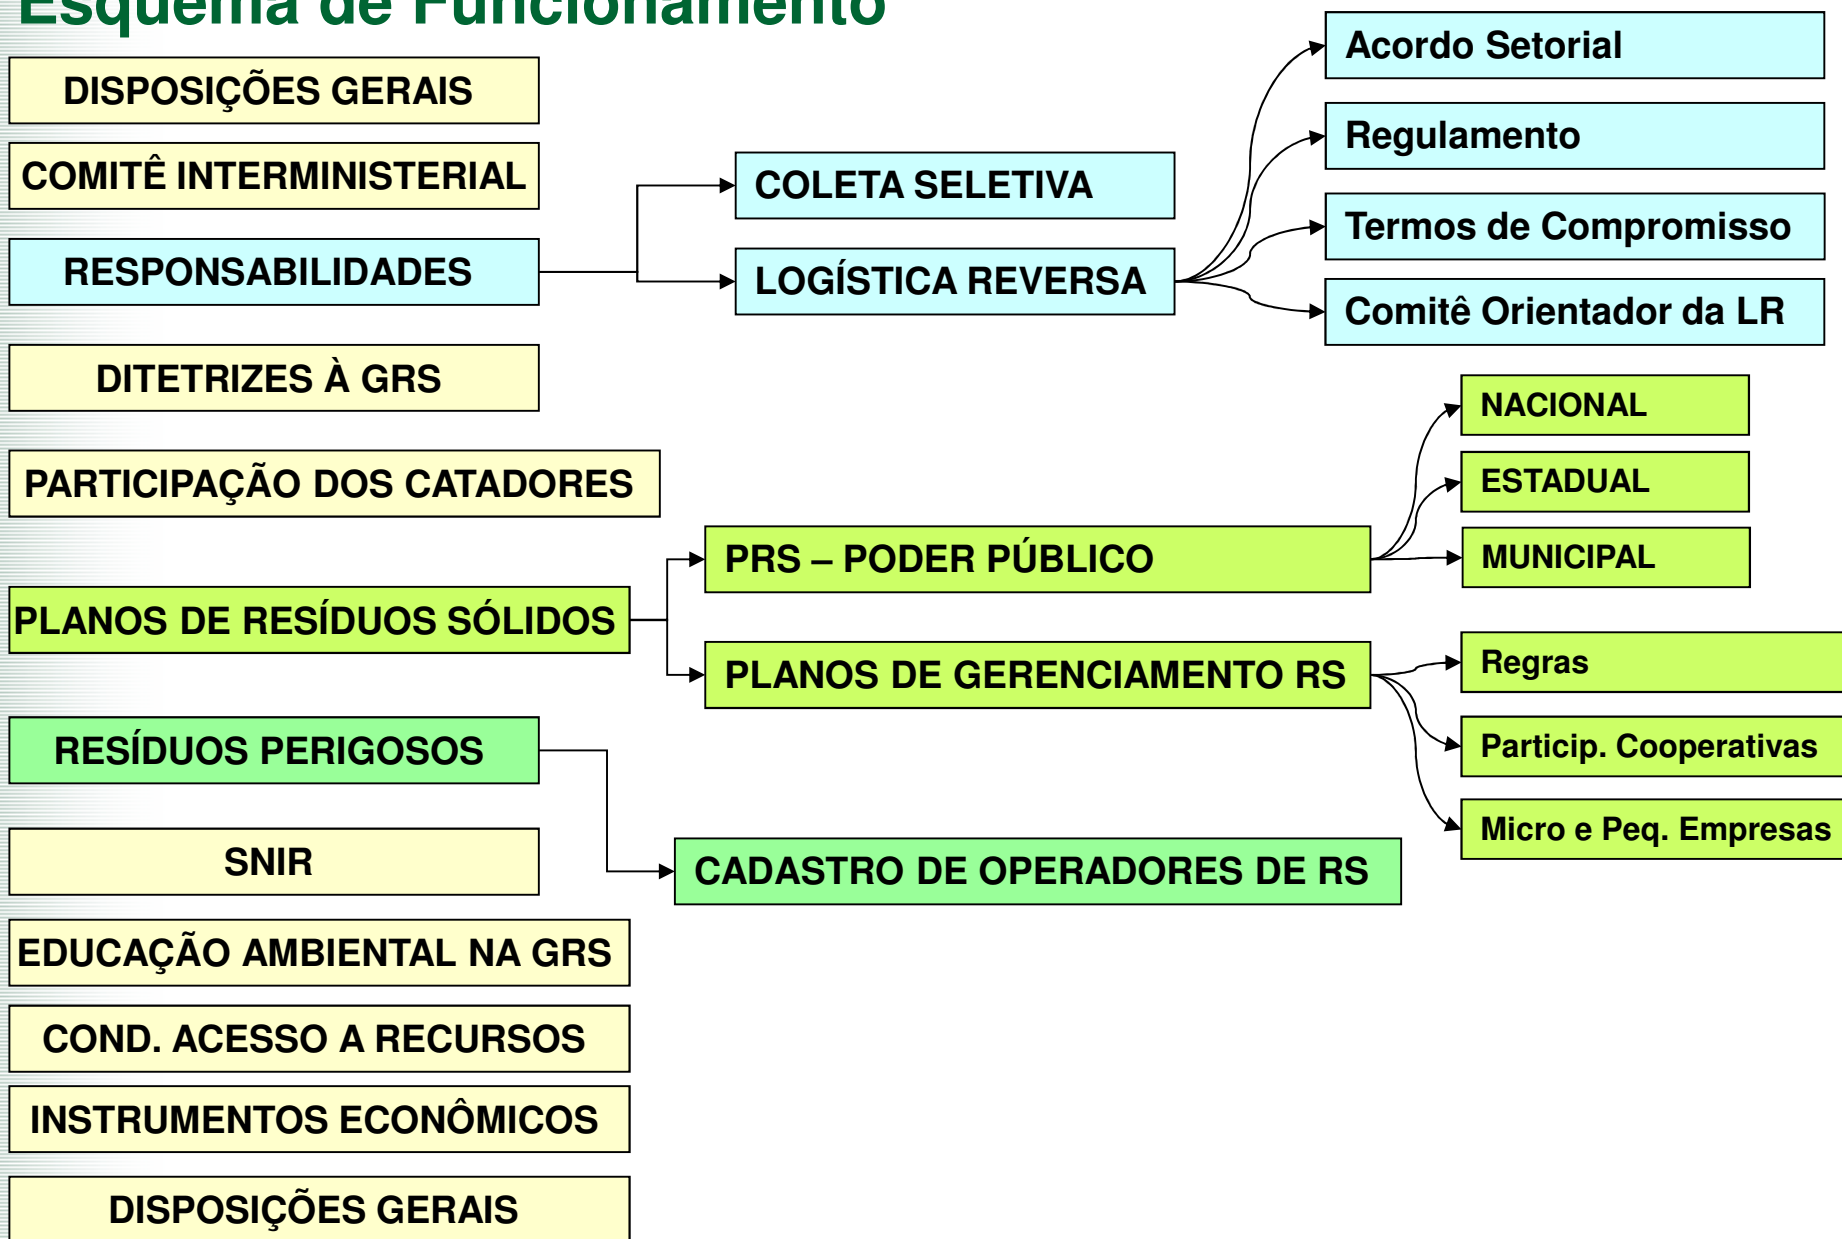 Esquema de Funcionamento
DISPOSIÇÕES GERAIS
COMITÊ INTERMINISTERIAL
RESPONSABILIDADES
COLETA SELETIVA
LOGÍSTICA REVERSA
Acordo Setorial
Regulamento
Termos de Compromisso
Comitê Orientador da LR
DITETRIZES À GRS
PARTICIPAÇÃO DOS CATADORES
PLANOS DE RESÍDUOS SÓLIDOS
PRS – PODER PÚBLICO
NACIONAL
ESTADUAL
MUNICIPAL
PLANOS DE GERENCIAMENTO RS
Regras
Particip. Cooperativas
Micro e Peq. Empresas
RESÍDUOS PERIGOSOS
CADASTRO DE OPERADORES DE RS
SNIR
EDUCAÇÃO AMBIENTAL NA GRS
COND. ACESSO A RECURSOS
INSTRUMENTOS ECONÔMICOS
DISPOSIÇÕES GERAIS